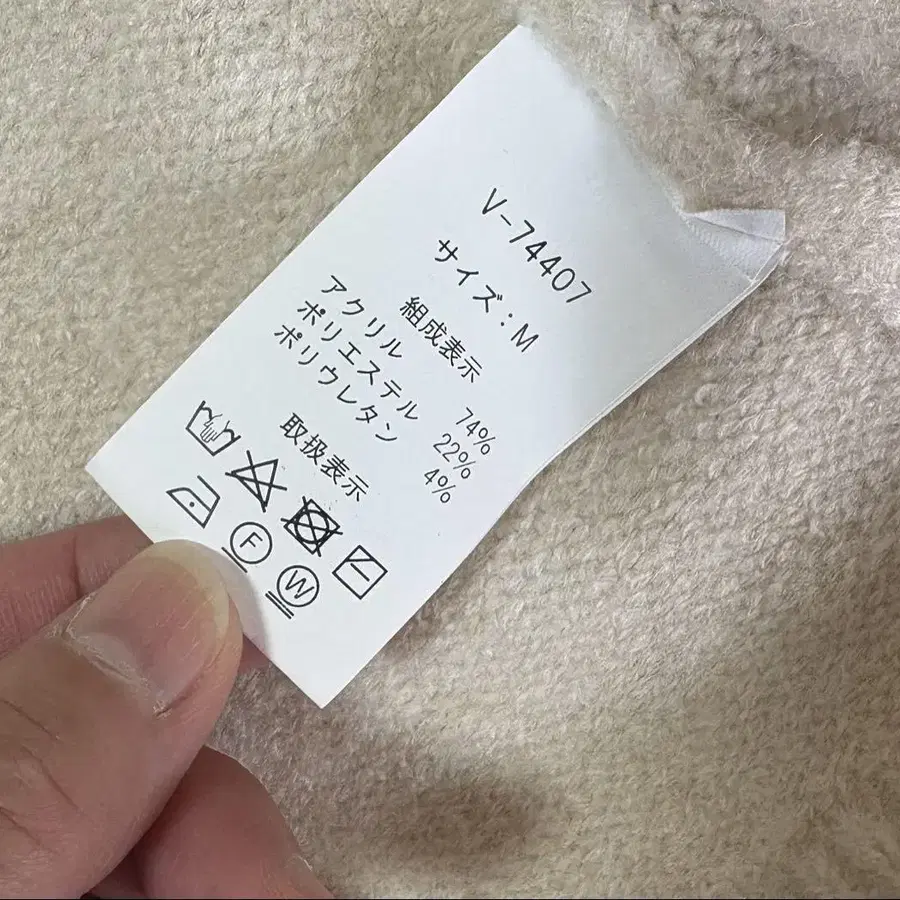 V-74407
サイズ：M
組成表示
アクリル 74%
ポリエステル 22%
ポリウレタン 4%
取扱表示
F
W